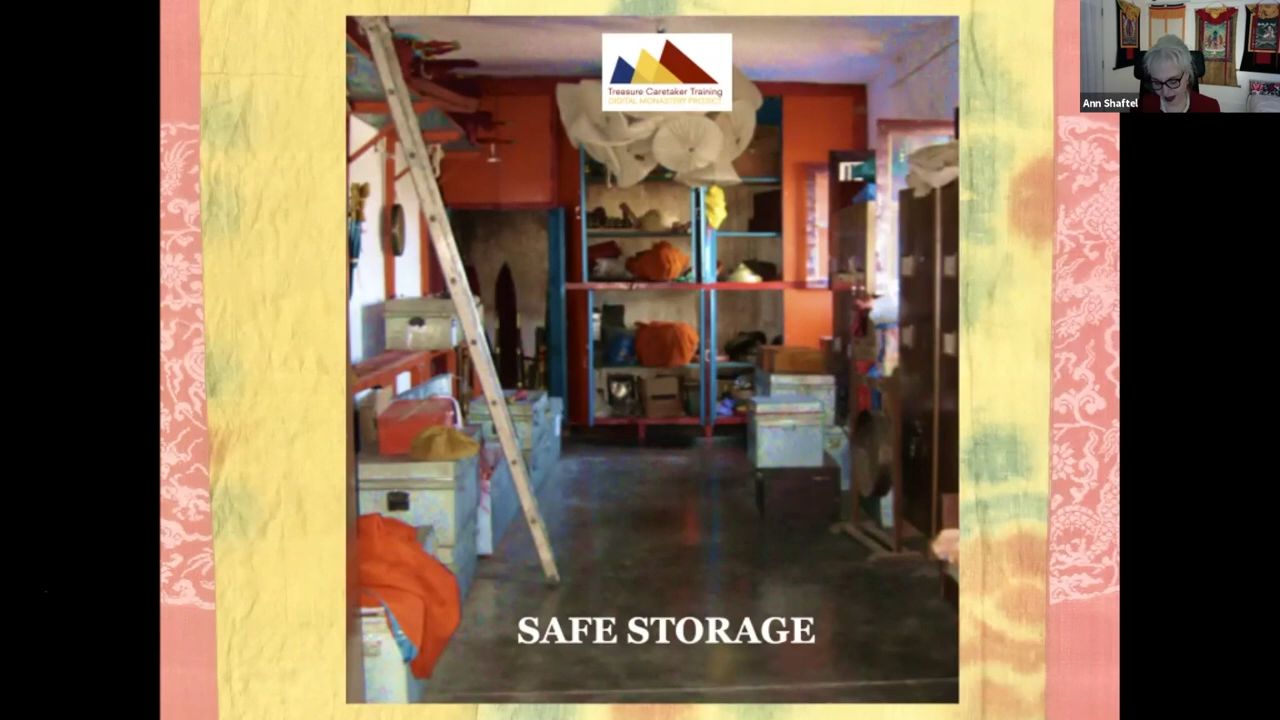 Treasure Caretaker Training
DIGITAL MONASTERY PROJECT
Ann Shaftel
SAFE STORAGE